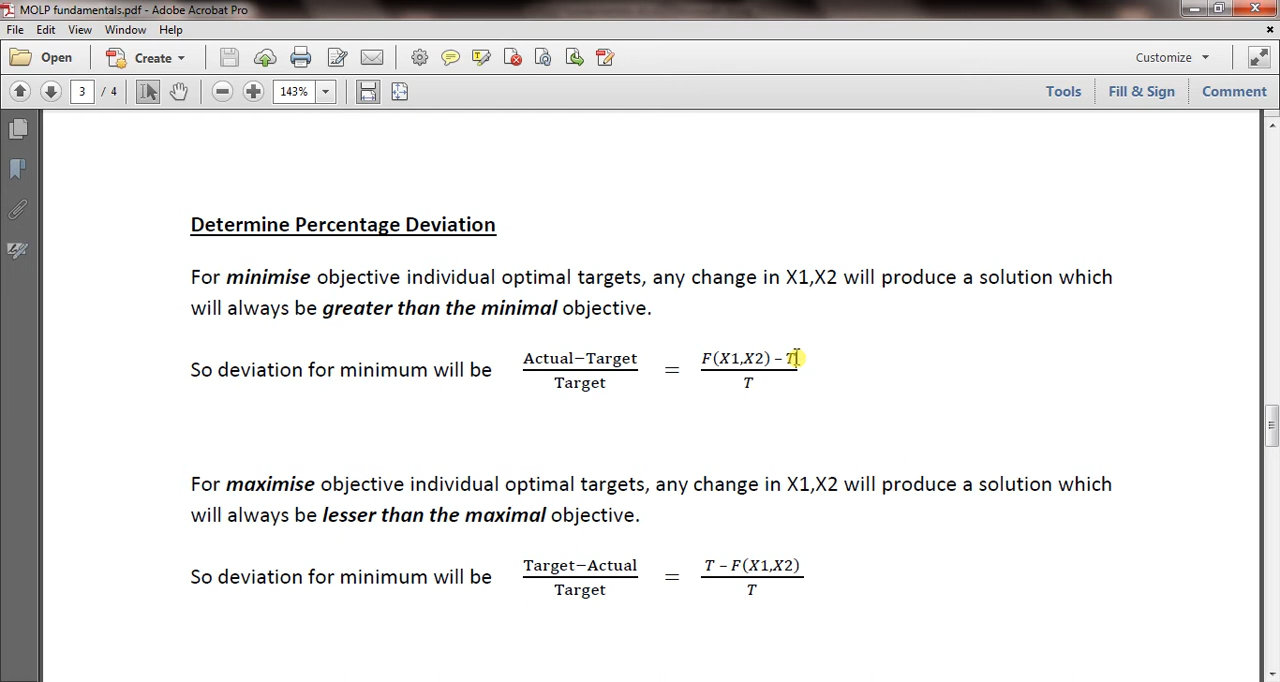 MOLP fundamentals.pdf - Adobe Acrobat Pro
File Edit View Window Help
Open Create Customize
3 / 4 143% Tools Fill & Sign Comment
Determine Percentage Deviation
For minimise objective individual optimal targets, any change in X1,X2 will produce a solution which
will always be greater than the minimal objective.
So deviation for minimum will be Actual−Target / Target = F(X1,X2) − T / T
For maximise objective individual optimal targets, any change in X1,X2 will produce a solution which
will always be lesser than the maximal objective.
So deviation for minimum will be Target−Actual / Target = T − F(X1,X2) / T